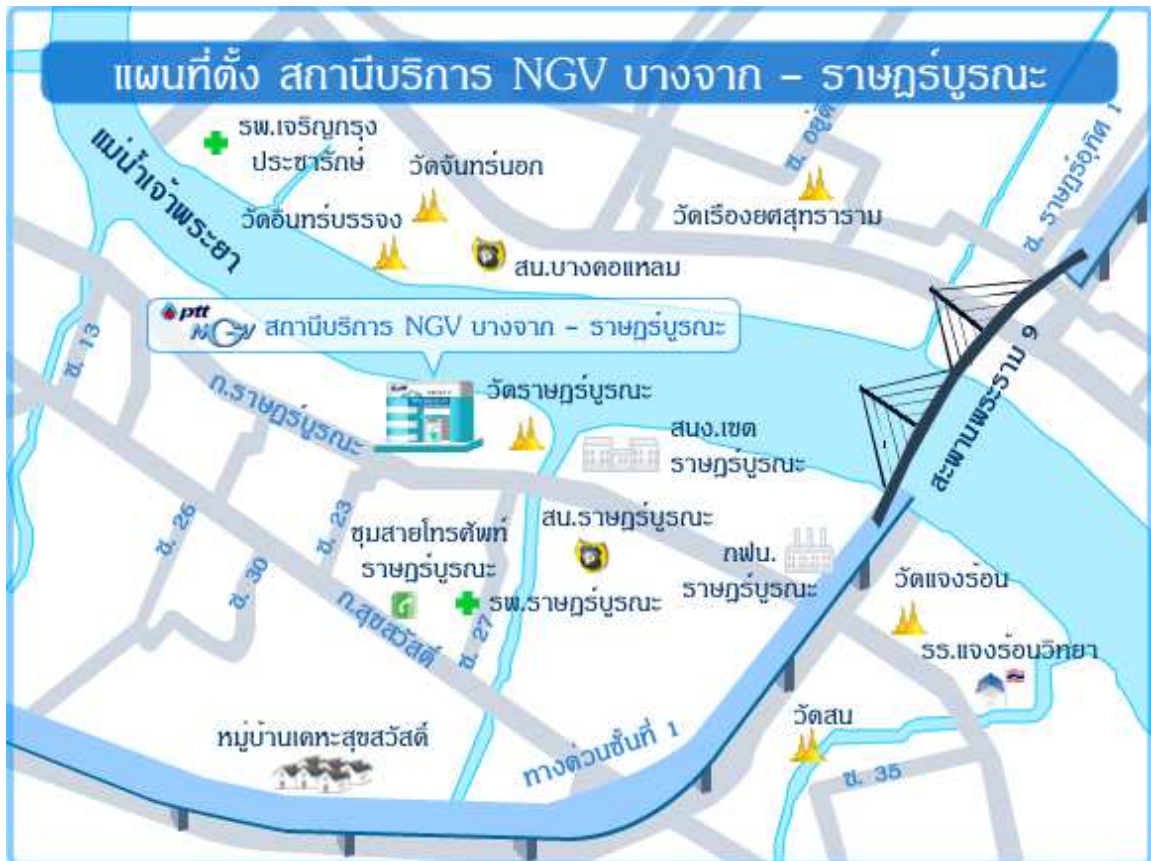 แผนที่ตั้ง สถานีบริการ NGV บางจาก – ราษฎร์บูรณะ
รพ.เจริญกรุง
ประชารักษ์
วัดจันทร์นอก
วัดอินทร์บรรจง
สน.บางคอแหลม
วัดเรืองยศสุทธาราม
ซ. อยู่ดี
ซ. ราษฎร์อุทิศ 1
แม่น้ำเจ้าพระยา
ptt
NGV
สถานีบริการ NGV บางจาก – ราษฎร์บูรณะ
ซ. 13
ถ.ราษฎร์บูรณะ
วัดราษฎร์บูรณะ
สนง.เขต
ราษฎร์บูรณะ
สะพานพระราม 9
ซ. 26
ซ. 30
ซ. 23
ชุมสายโทรศัพท์
ราษฎร์บูรณะ
สน.ราษฎร์บูรณะ
กฟน.
ราษฎร์บูรณะ
ถ.สุขสวัสดิ์
รพ.ราษฎร์บูรณะ
ซ. 27
วัดแจงร้อน
รร.แจงร้อนวิทยา
วัดสน
หมู่บ้านเคหะสุขสวัสดิ์
ทางด่วนชั้นที่ 1
ซ. 35